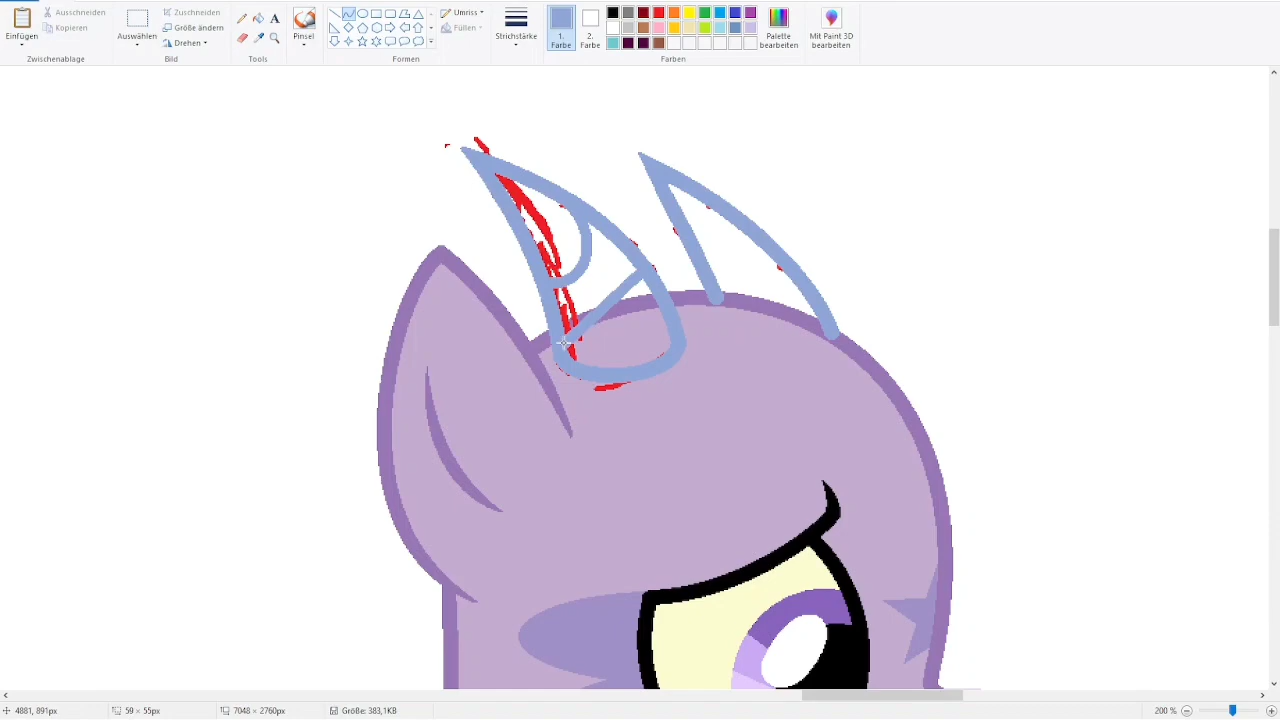 Ausschneiden
Kopieren
Zwischenablage
Auswählen
Zuschneiden
Größe ändern
Drehen
Bild
A
Tools
Pinsel
Formen
Umriss
Füllen
Strichstärke
1.
Farbe
2.
Farbe
Farben
Palette
bearbeiten
Mit Paint 3D
bearbeiten
4881, 891px
59 × 55px
7048 × 2760px
Größe: 383,1KB
200 %